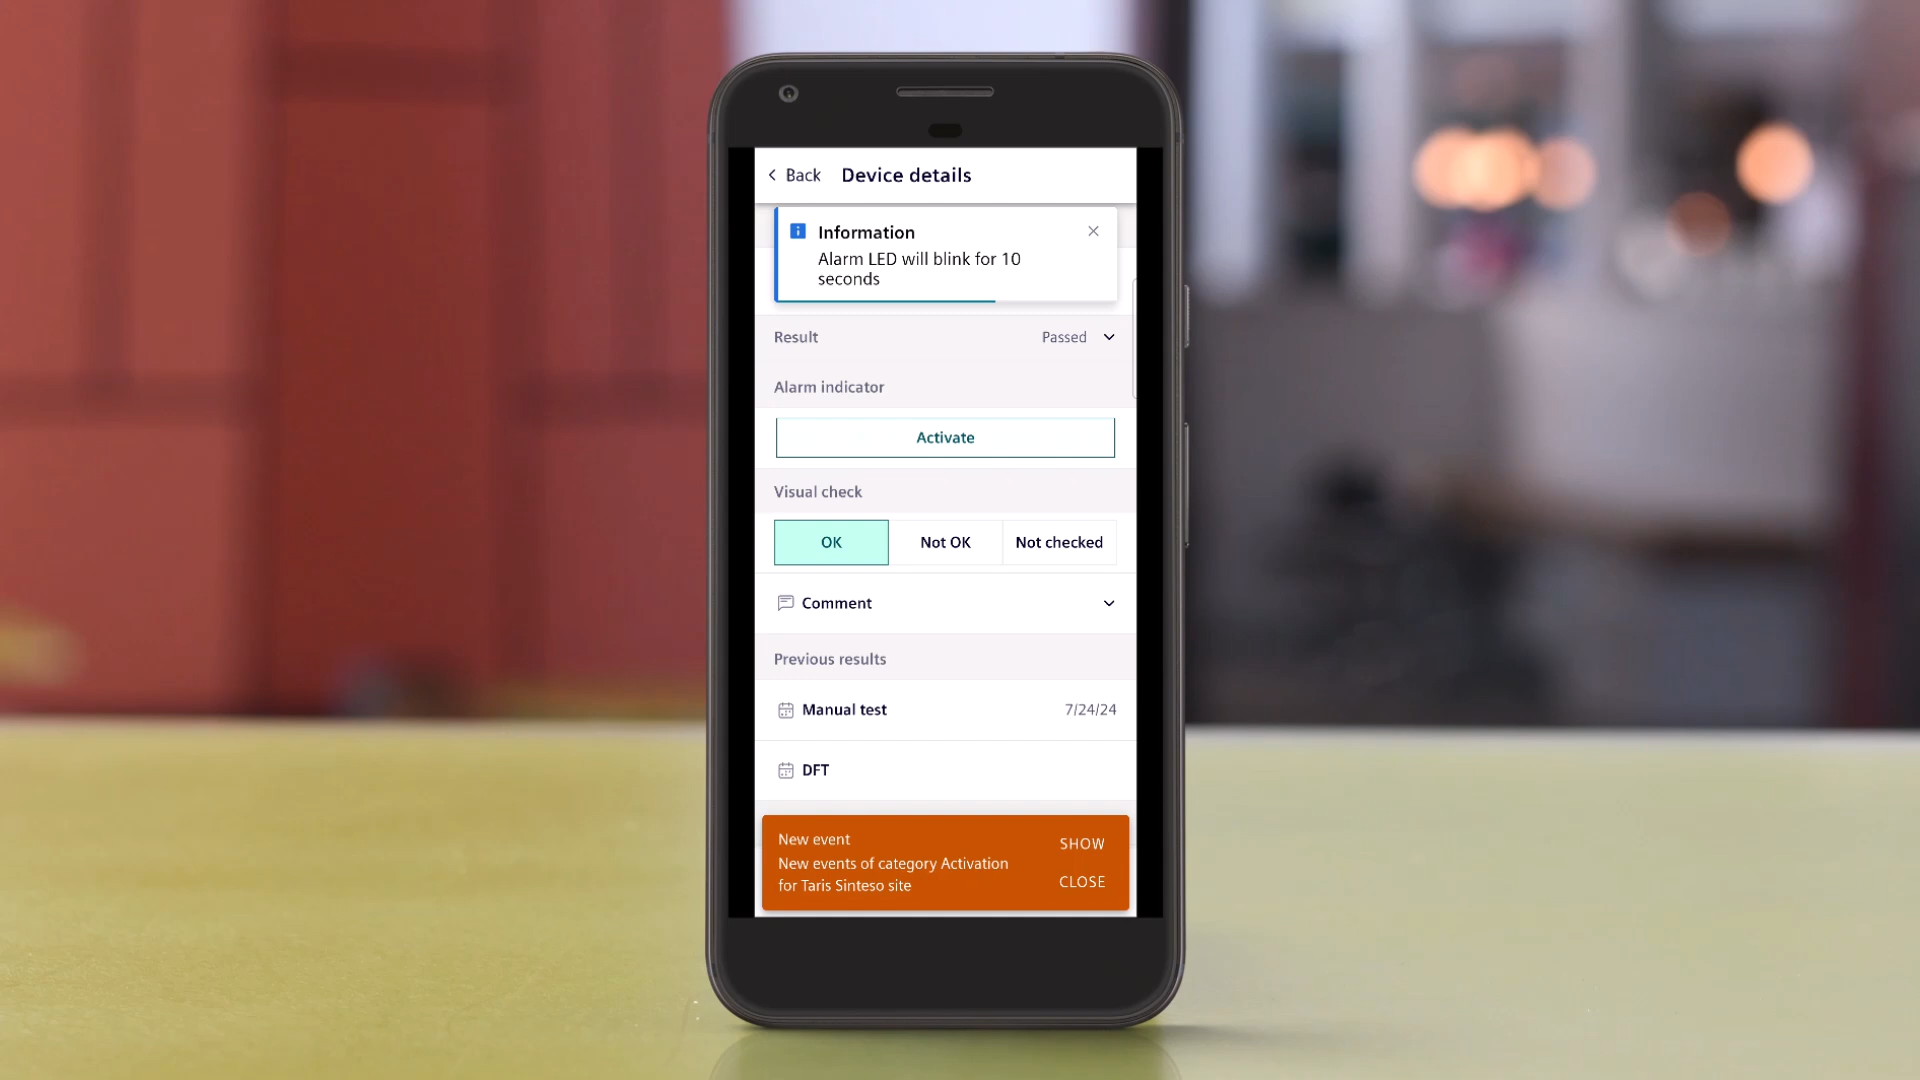 Back Device details
Information
Alarm LED will blink for 10
seconds
Result Passed
Alarm indicator
Activate
Visual check
OK Not OK Not checked
Comment
Previous results
Manual test 7/24/24
DFT
New event
SHOW
New events of category Activation
for Taris Sinteso site
CLOSE